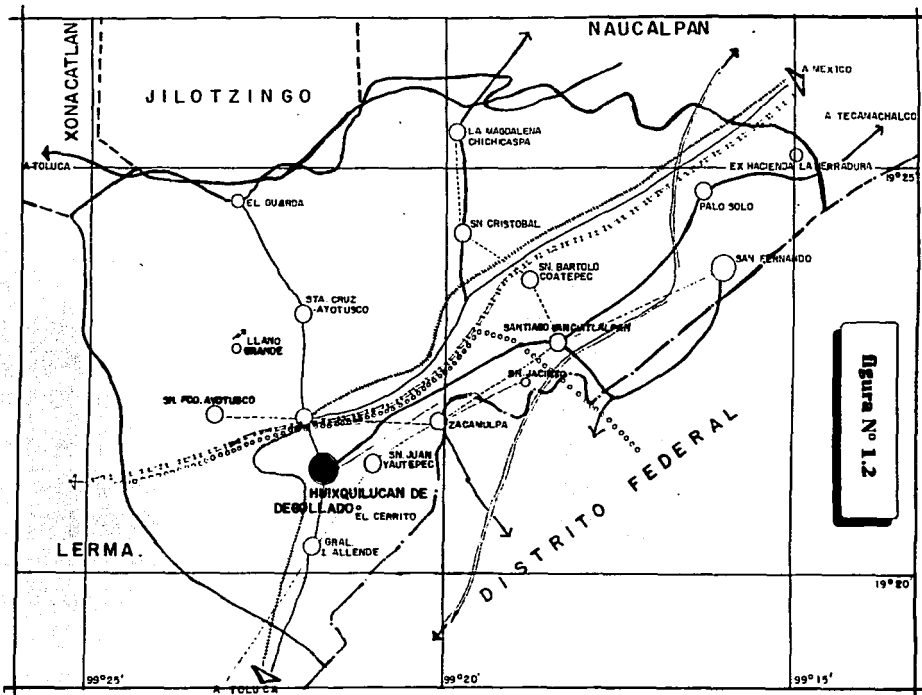 NAUCALPAN
XONACATLAN
JILOTZINGO
A MEXICO
A TECAMACHALCO
LA MAGDALENA
CHICHICASPA
A TOLUCA
EX HACIENDA LA HERRADURA
19°25'
EL GUARDA
PALO SOLO
SN CRISTOBAL
SAN FERNANDO
SN. BARTOLO
COATEPEC
STA. CRUZ
AYOTUSCO
LLANO
GRANDE
SANTIAGO YANCUITLALPAN
SN. JACINTO
SN. FCO. AYOTUSCO
ZACAMULPA
SN. JUAN
YAUTEPEC
HUIXQUILUCAN DE
DEGOLLADO
EL CERRITO
LERMA.
GRAL.
I. ALLENDE
DISTRITO FEDERAL
19°20'
99°25'
99°20'
99°15'
A TOLUCA
figura Nº 1.2